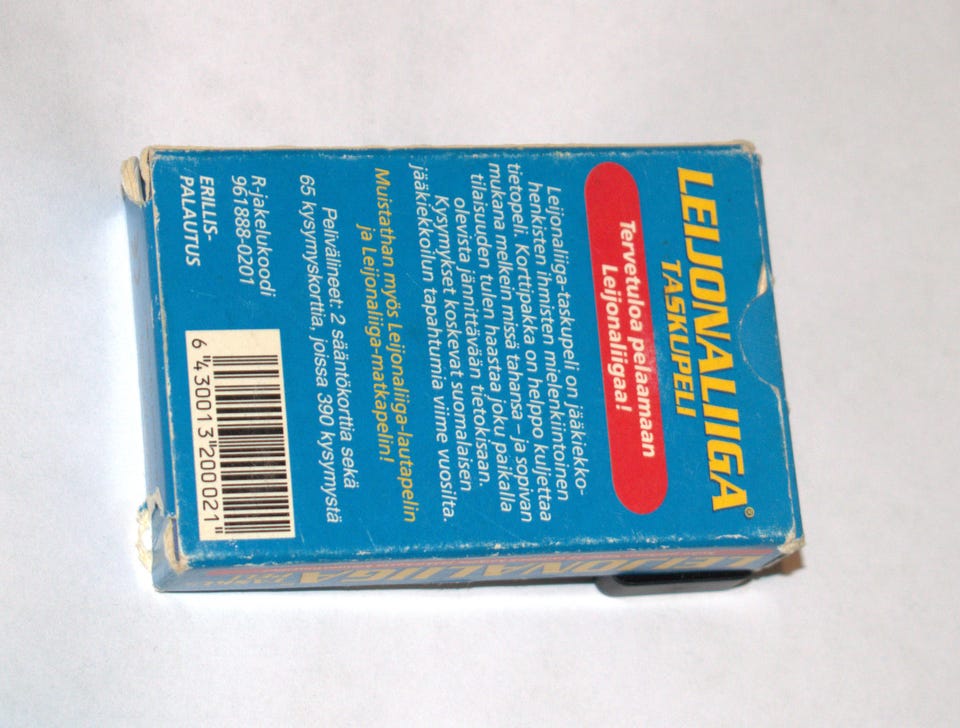 LEIJONALIIGA®
TASKUPELI
Tervetuloa pelaamaan
Leijonaliigaa!
Leijonaliiga-taskupeli on jääkiekko-
henkisten ihmisten mielenkiintoinen
tietopeli. Korttipakka on helppo kuljettaa
mukana melkein missä tahansa – ja sopivan
tilaisuuden tulen haastaa joku paikalla
olevista jännittävään tietokisaan.
Kysymykset koskevat suomalaisen
jääkiekkoilun tapahtumia viime vuosilta.
Muistathan myös Leijonaliiga-lautapelin
ja Leijonaliiga-matkapelin!
Pelivälineet: 2 sääntökorttia sekä
65 kysymyskorttia, joissa 390 kysymystä
R-jakelukoodi
961888-0201
ERILLIS-
PALAUTUS
6 430013 200021
LEIJONALIIGA